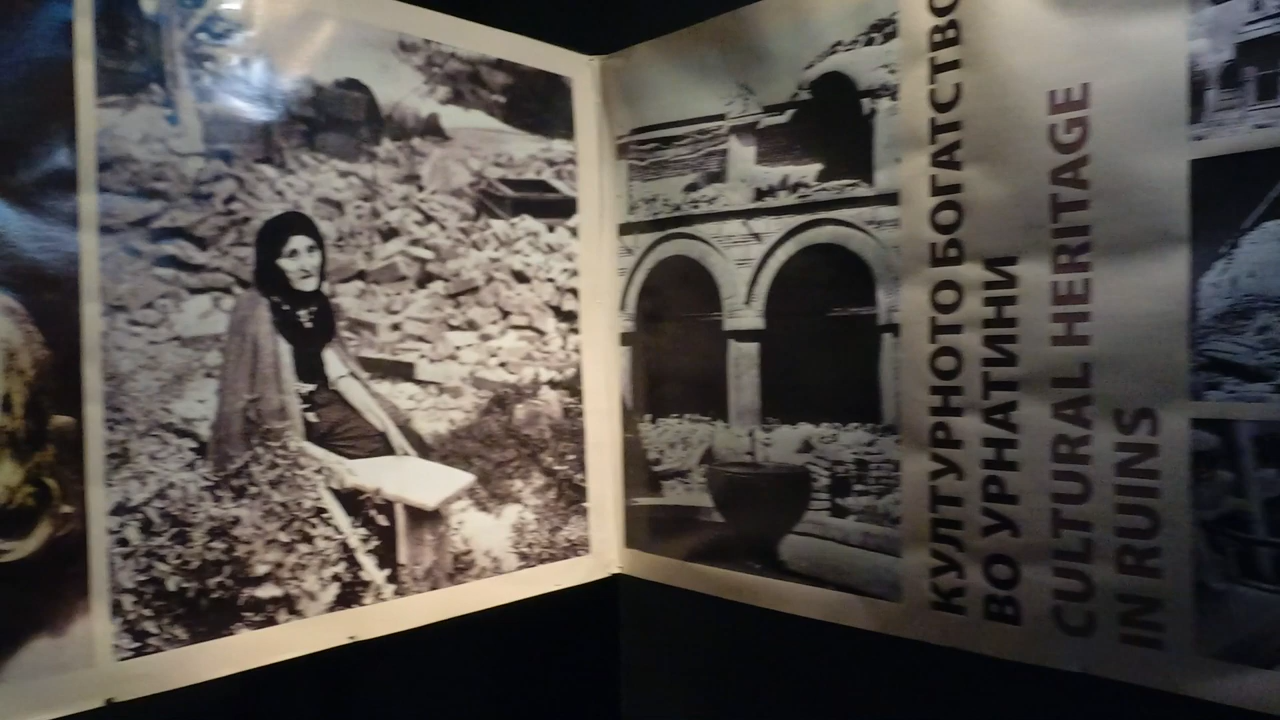 КУЛТУРНОТО БОГАТСТВО
ВО УРНАТИНИ
CULTURAL HERITAGE
IN RUINS